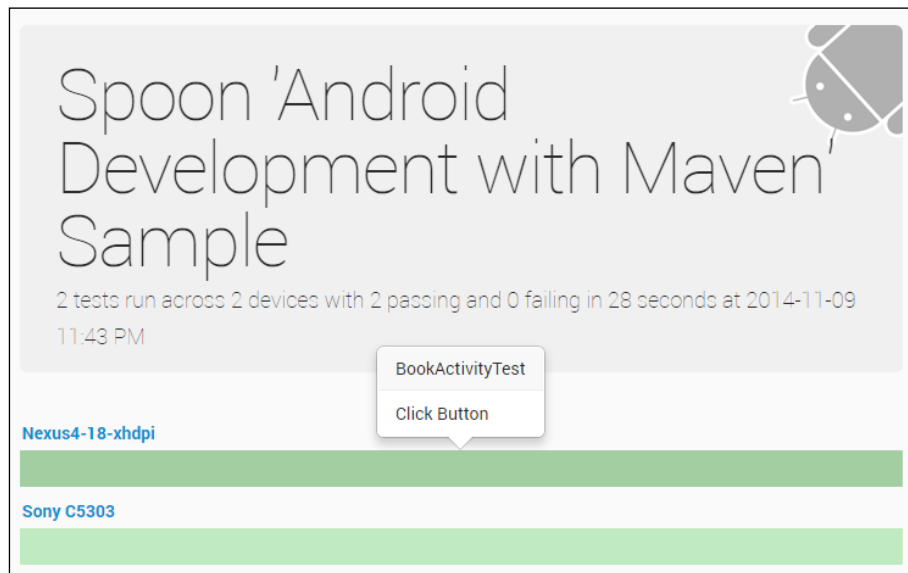 Spoon 'Android
Development with Maven'
Sample
2 tests run across 2 devices with 2 passing and 0 failing in 28 seconds at 2014-11-09
11:43 PM
BookActivityTest
Click Button
Nexus4-18-xhdpi
Sony C5303